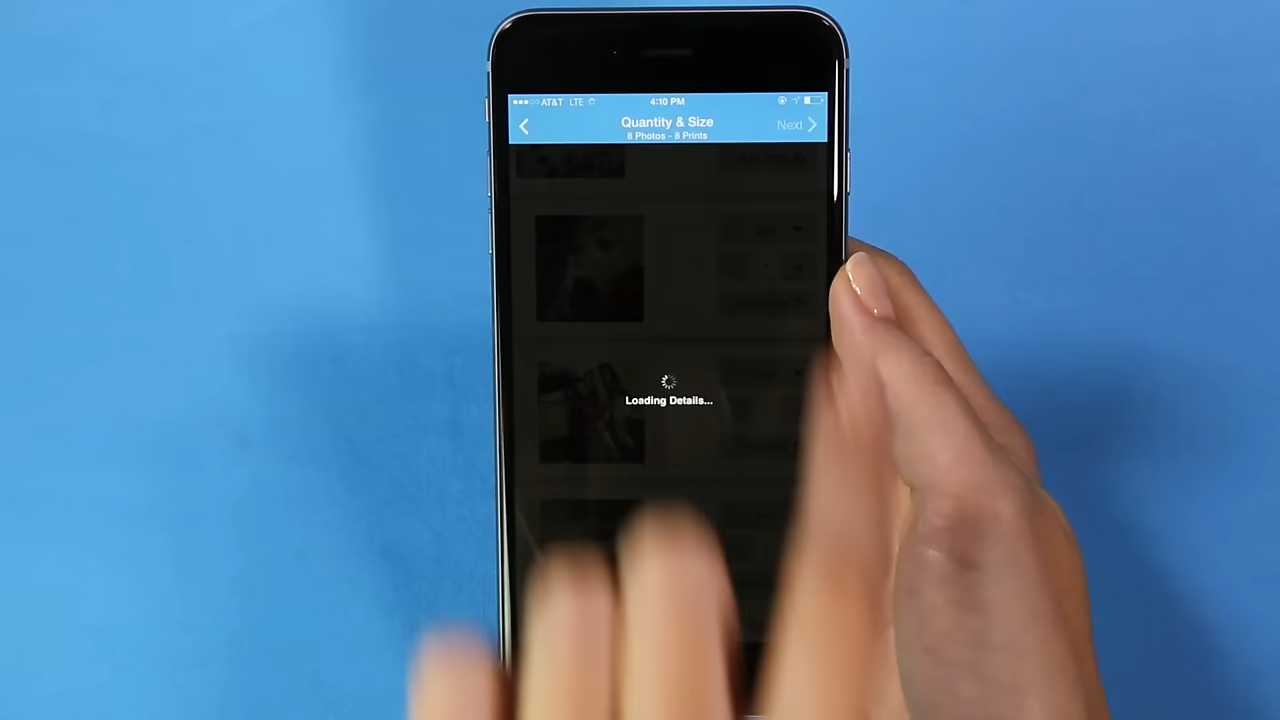 AT&T LTE 4:10 PM
Quantity & Size
8 Photos - 8 Prints
Next
Loading Details...